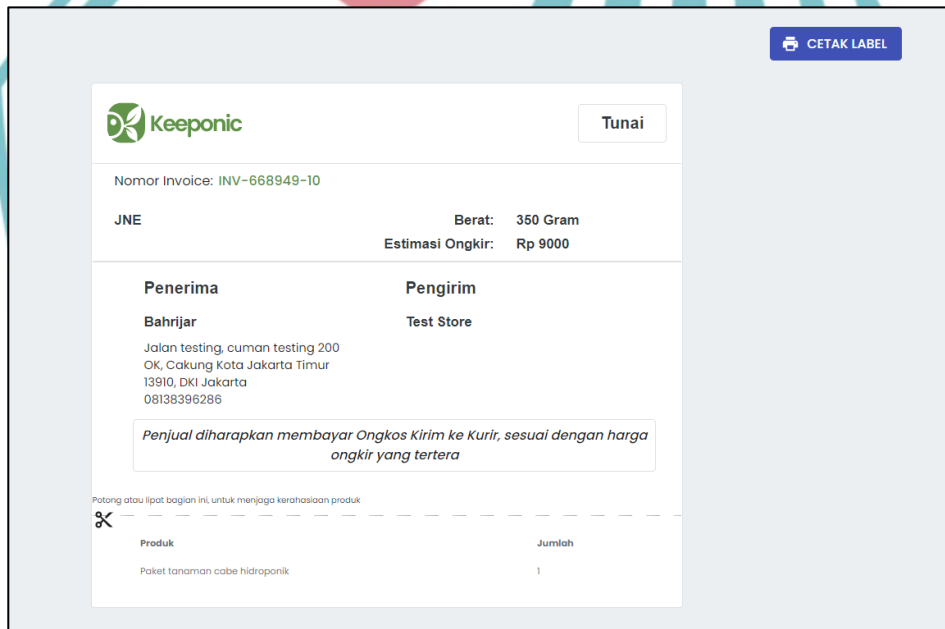 CETAK LABEL
Keeponic
Tunai
Nomor Invoice: INV-668949-10
JNE
Berat: 350 Gram
Estimasi Ongkir: Rp 9000
Penerima
Bahrijar
Jalan testing, cuman testing 200
OK, Cakung Kota Jakarta Timur
13910, DKI Jakarta
08138396286
Pengirim
Test Store
Penjual diharapkan membayar Ongkos Kirim ke Kurir, sesuai dengan harga
ongkir yang tertera
Potong atau lipat bagian ini, untuk menjaga kerahasiaan produk
Produk Jumlah
Paket tanaman cabe hidroponik 1